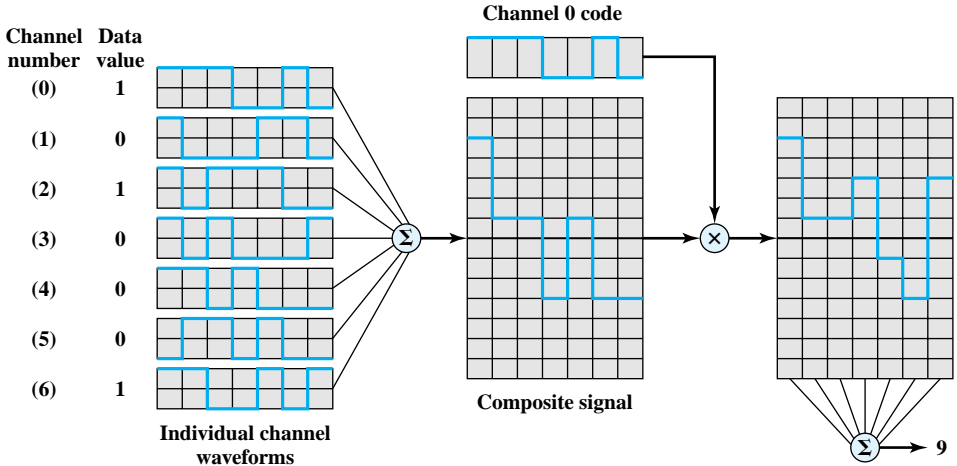 Channel 0 code
Channel number
Data value
(0) 1
(1) 0
(2) 1
(3) 0
(4) 0
(5) 0
(6) 1
Σ
×
Individual channel
waveforms
Composite signal
Σ
9